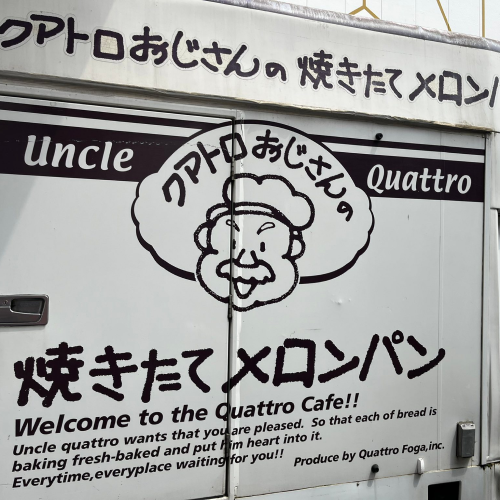 クアトロおじさんの 焼きたて メロンパ
Uncle
クアトロおじさんの
Quattro
焼きたてメロンパン
Welcome to the Quattro Cafe!!
Uncle quattro wants that you are pleased. So that each of bread is
baking fresh-baked and put him heart into it.
Everytime,everyplace waiting for you!! Produce by Quattro Foga,inc.